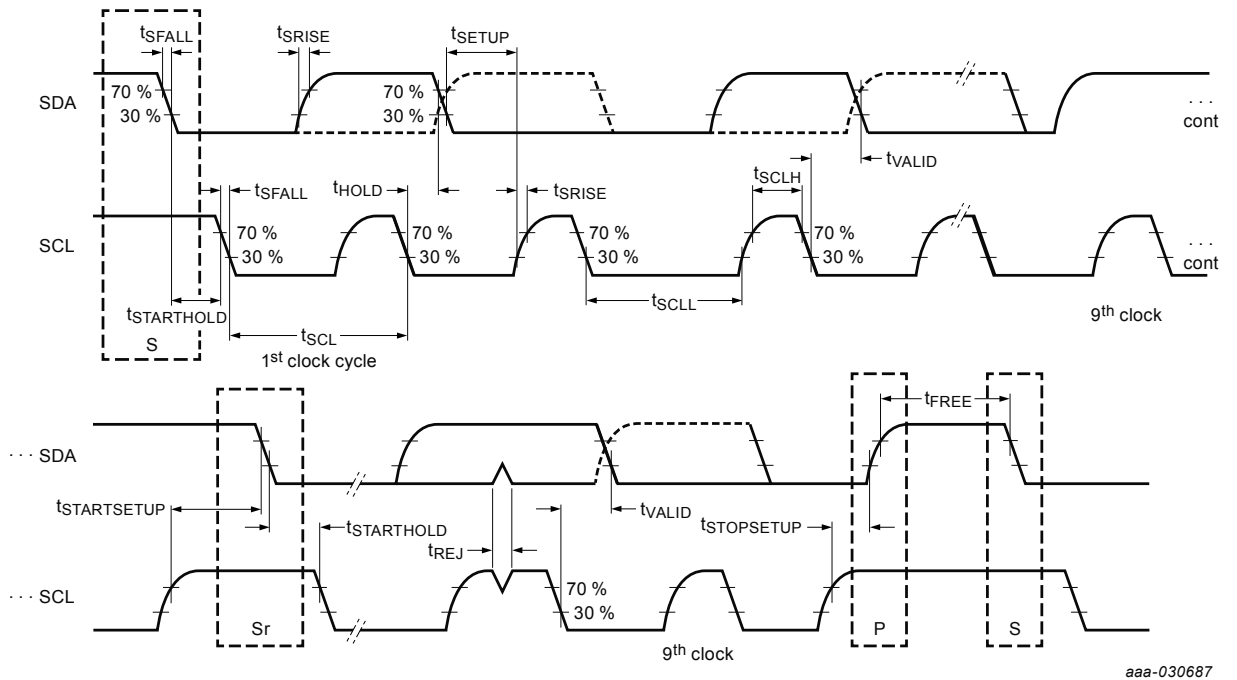 tSFALL tSRISE tSETUP
SDA 70 % 30 % 70 % 30 % · · · cont
tVALID
tSFALL tHOLD tSRISE tSCLH
SCL 70 % 30 % 70 % 30 % 70 % 30 % 70 % 30 % · · · cont
tSTARTHOLD tSCLL
9th clock
S tSCL
1st clock cycle
tFREE
· · · SDA
tSTARTSETUP tSTARTHOLD tVALID tSTOPSETUP
tREJ
· · · SCL 70 % 30 %
Sr P S
9th clock
aaa-030687